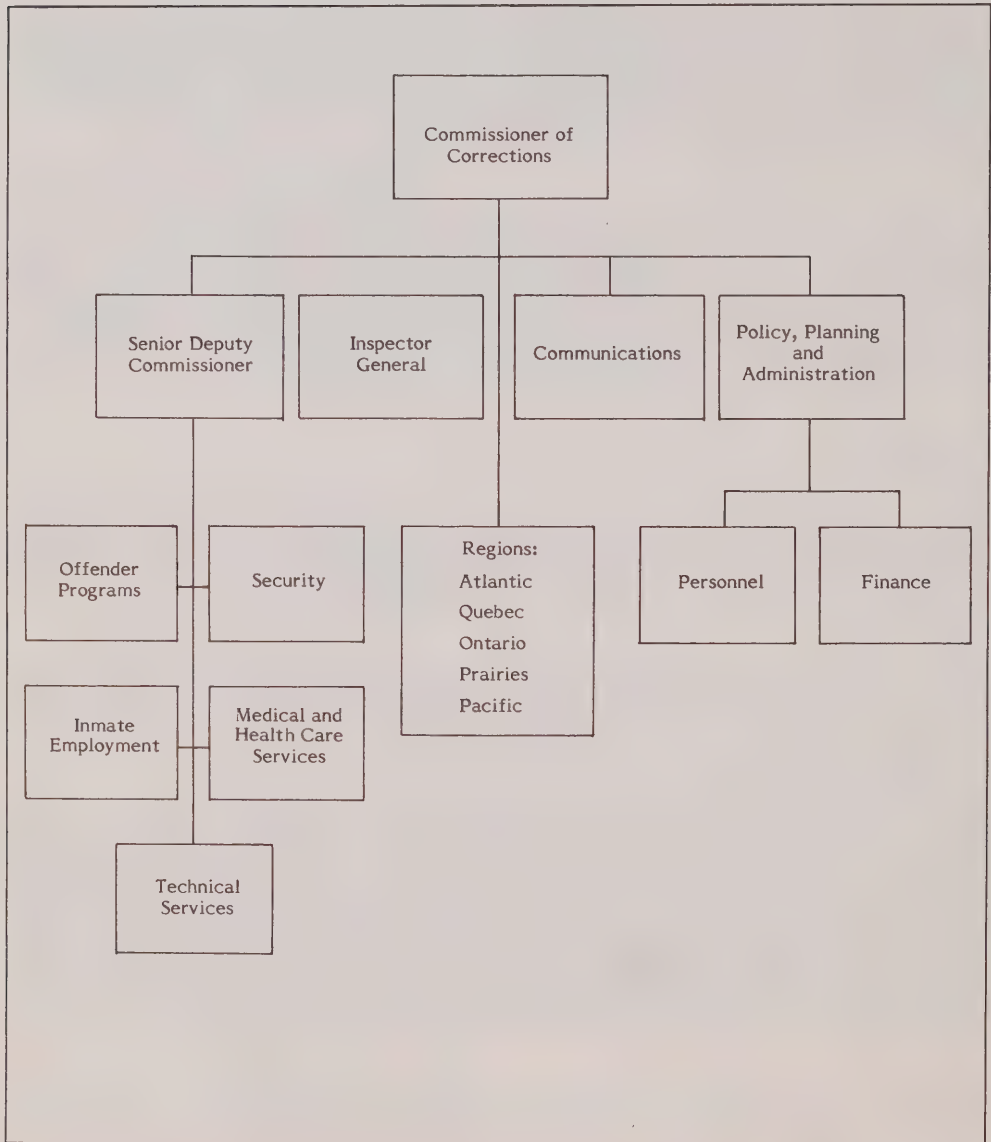 Commissioner of
Corrections
Senior Deputy
Commissioner
Inspector
General
Communications
Policy, Planning
and
Administration
Offender
Programs
Security
Regions:
Atlantic
Quebec
Ontario
Prairies
Pacific
Personnel
Finance
Inmate
Employment
Medical and
Health Care
Services
Technical
Services